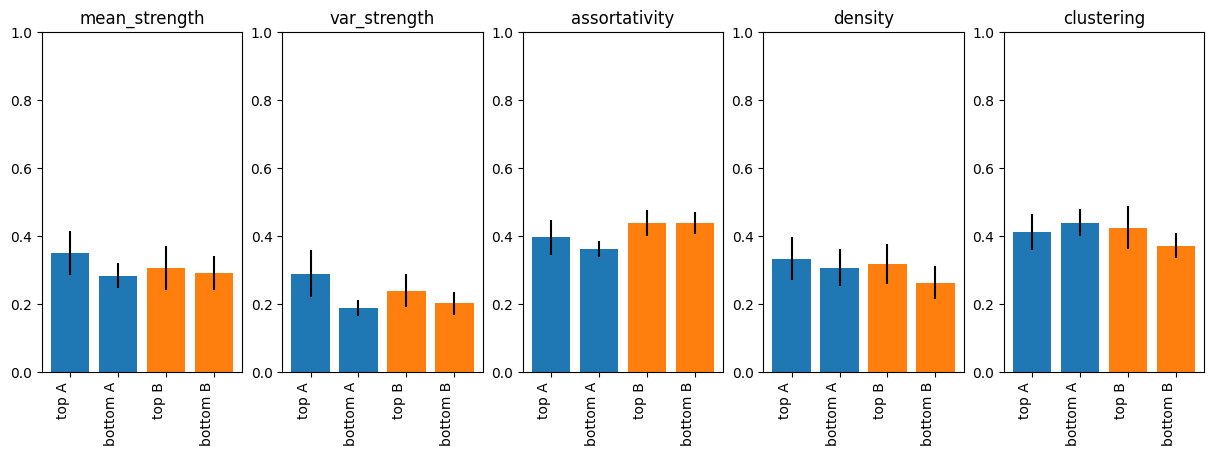 mean_strength
1.0
0.8
0.6
0.4
0.2
0.0
top A
bottom A
top B
bottom B
var_strength
1.0
0.8
0.6
0.4
0.2
0.0
top A
bottom A
top B
bottom B
assortativity
1.0
0.8
0.6
0.4
0.2
0.0
top A
bottom A
top B
bottom B
density
1.0
0.8
0.6
0.4
0.2
0.0
top A
bottom A
top B
bottom B
clustering
1.0
0.8
0.6
0.4
0.2
0.0
top A
bottom A
top B
bottom B